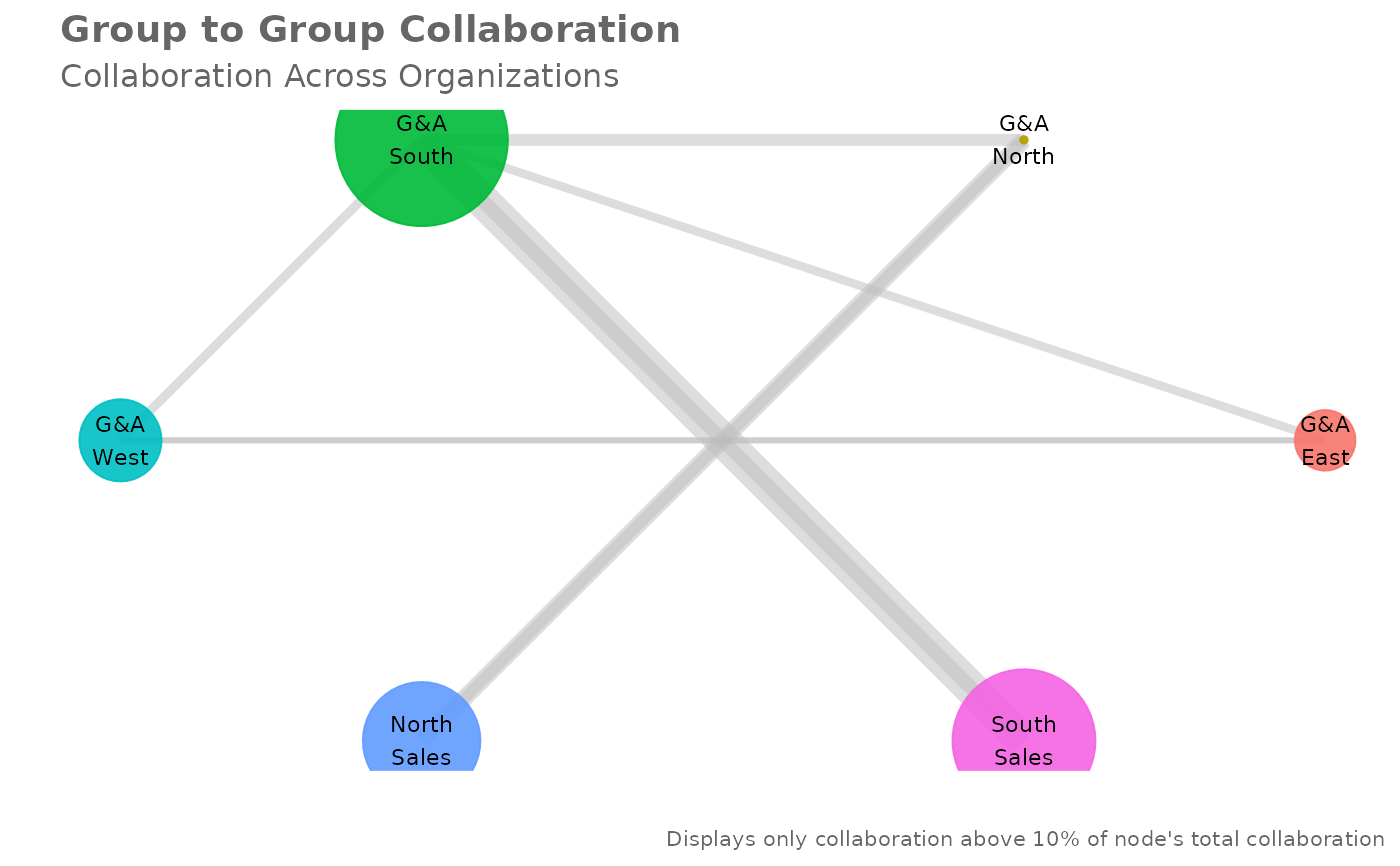 Group to Group Collaboration
Collaboration Across Organizations
G&A
South
G&A
North
G&A
West
G&A
East
North
Sales
South
Sales
Displays only collaboration above 10% of node's total collaboration